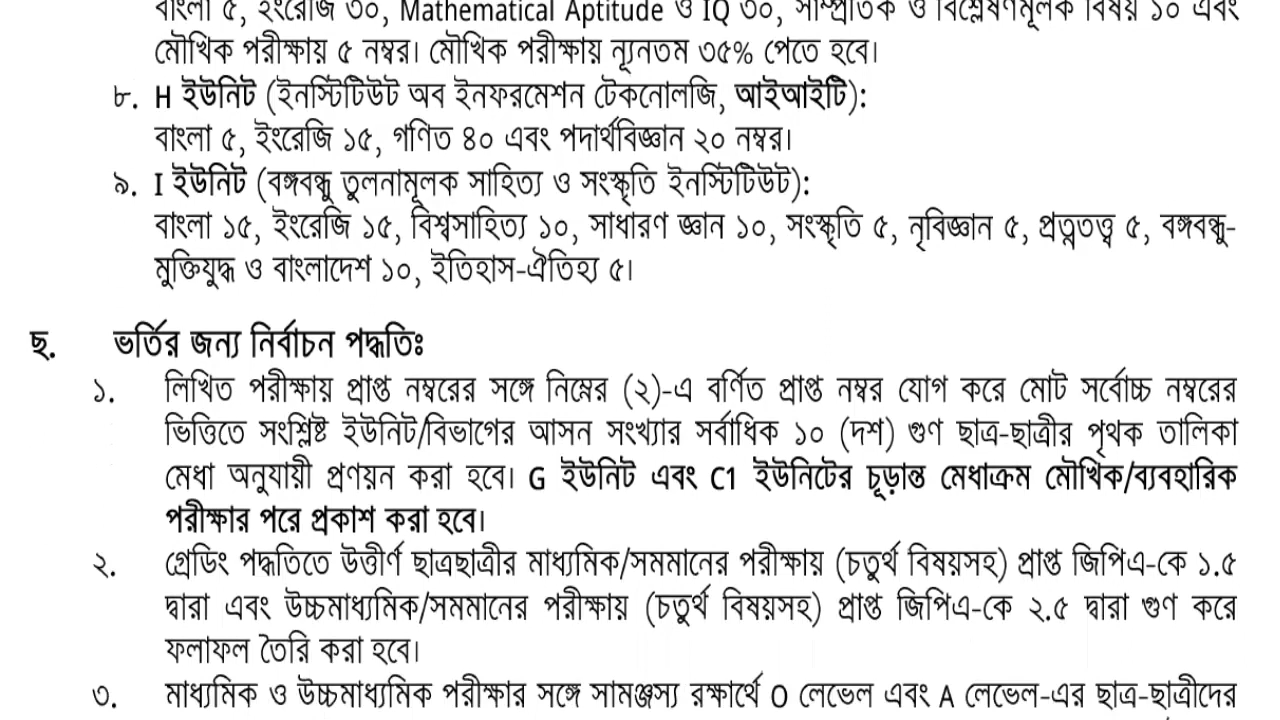 বাংলা ৫, ইংরেজি ৩০, Mathematical Aptitude ও IQ ৩০, সাম্প্রতিক ও বিশ্লেষণমূলক বিষয় ১০ এবং
মৌখিক পরীক্ষায় ৫ নম্বর। মৌখিক পরীক্ষায় ন্যূনতম ৩৫% পেতে হবে।
৮. H ইউনিট (ইনস্টিটিউট অব ইনফরমেশন টেকনোলজি, আইআইটি):
বাংলা ৫, ইংরেজি ১৫, গণিত ৪০ এবং পদার্থবিজ্ঞান ২০ নম্বর।
৯. I ইউনিট (বঙ্গবন্ধু তুলনামূলক সাহিত্য ও সংস্কৃতি ইনস্টিটিউট):
বাংলা ১৫, ইংরেজি ১৫, বিশ্বসাহিত্য ১০, সাধারণ জ্ঞান ১০, সংস্কৃতি ৫, নৃবিজ্ঞান ৫, প্রত্নতত্ত্ব ৫, বঙ্গবন্ধু-
মুক্তিযুদ্ধ ও বাংলাদেশ ১০, ইতিহাস-ঐতিহ্য ৫।
ছ. ভর্তির জন্য নির্বাচন পদ্ধতিঃ
১. লিখিত পরীক্ষায় প্রাপ্ত নম্বরের সঙ্গে নিম্নের (২)-এ বর্ণিত প্রাপ্ত নম্বর যোগ করে মোট সর্বোচ্চ নম্বরের
ভিত্তিতে সংশ্লিষ্ট ইউনিট/বিভাগের আসন সংখ্যার সর্বাধিক ১০ (দশ) গুণ ছাত্র-ছাত্রীর পৃথক তালিকা
মেধা অনুযায়ী প্রণয়ন করা হবে। G ইউনিট এবং C1 ইউনিটের চূড়ান্ত মেধাক্রম মৌখিক/ব্যবহারিক
পরীক্ষার পরে প্রকাশ করা হবে।
২. গ্রেডিং পদ্ধতিতে উত্তীর্ণ ছাত্রছাত্রীর মাধ্যমিক/সমমানের পরীক্ষায় (চতুর্থ বিষয়সহ) প্রাপ্ত জিপিএ-কে ১.৫
দ্বারা এবং উচ্চমাধ্যমিক/সমমানের পরীক্ষায় (চতুর্থ বিষয়সহ) প্রাপ্ত জিপিএ-কে ২.৫ দ্বারা গুণ করে
ফলাফল তৈরি করা হবে।
৩. মাধ্যমিক ও উচ্চমাধ্যমিক পরীক্ষার সঙ্গে সামঞ্জস্য রক্ষার্থে O লেভেল এবং A লেভেল-এর ছাত্র-ছাত্রীদের